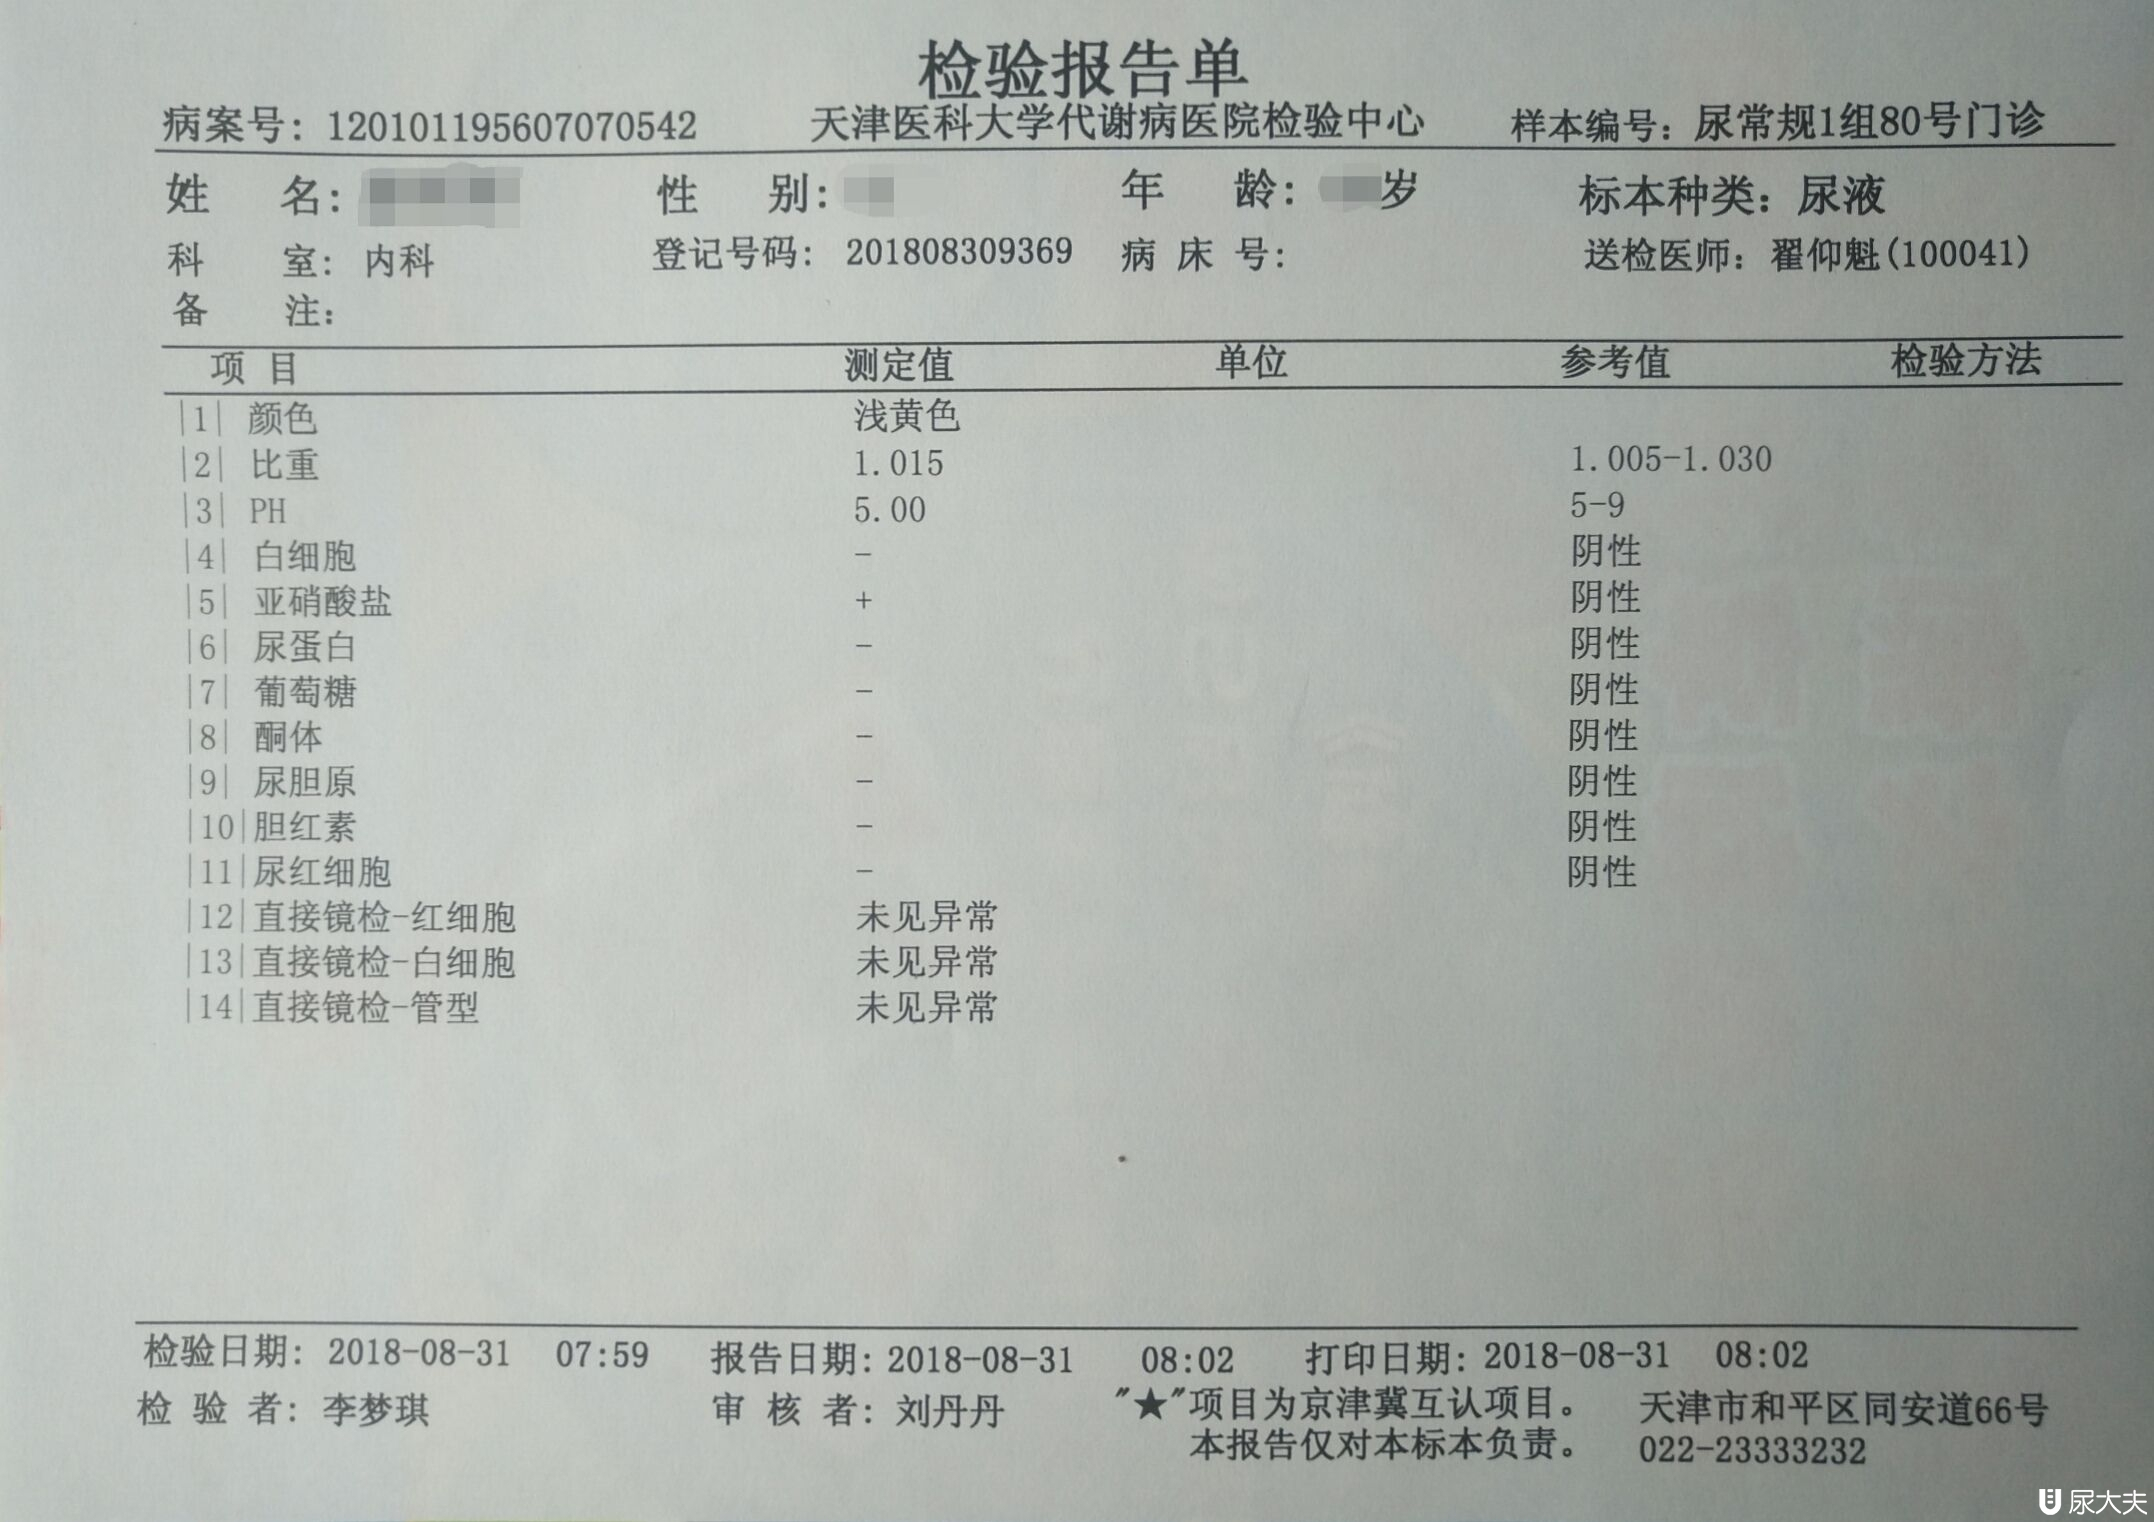 检验报告单
病案号: 120101195607070542 天津医科大学代谢病医院检验中心 样本编号: 尿常规1组80号门诊
姓 名: 性 别: 年 龄: 岁 标本种类: 尿液
科 室: 内科 登记号码: 201808309369 病 床 号: 送检医师: 翟仰魁(100041)
备 注:
项 目 测定值 单位 参考值 检验方法
|1| 颜色 浅黄色
|2| 比重 1.015 1.005-1.030
|3| PH 5.00 5-9
|4| 白细胞 - 阴性
|5| 亚硝酸盐 + 阴性
|6| 尿蛋白 - 阴性
|7| 葡萄糖 - 阴性
|8| 酮体 - 阴性
|9| 尿胆原 - 阴性
|10|胆红素 - 阴性
|11|尿红细胞 - 阴性
|12|直接镜检-红细胞 未见异常
|13|直接镜检-白细胞 未见异常
|14|直接镜检-管型 未见异常
检验日期: 2018-08-31 07:59 报告日期: 2018-08-31 08:02 打印日期: 2018-08-31 08:02
检 验 者: 李梦琪 审 核 者: 刘丹丹 "★"项目为京津冀互认项目。 天津市和平区同安道66号
本报告仅对本标本负责。 022-23333232
尿大夫